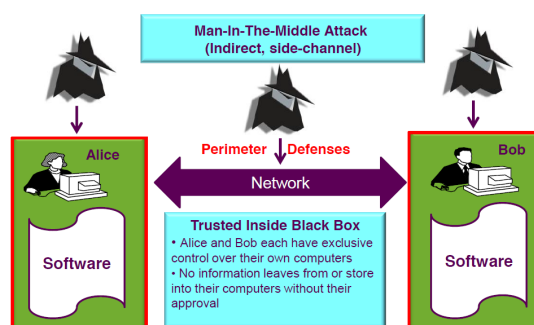 Man-In-The-Middle Attack
(Indirect, side-channel)
Alice
Perimeter Defenses
Bob
Network
Software
Trusted Inside Black Box
• Alice and Bob each have exclusive
control over their own computers
• No information leaves from or store
into their computers without their
approval
Software